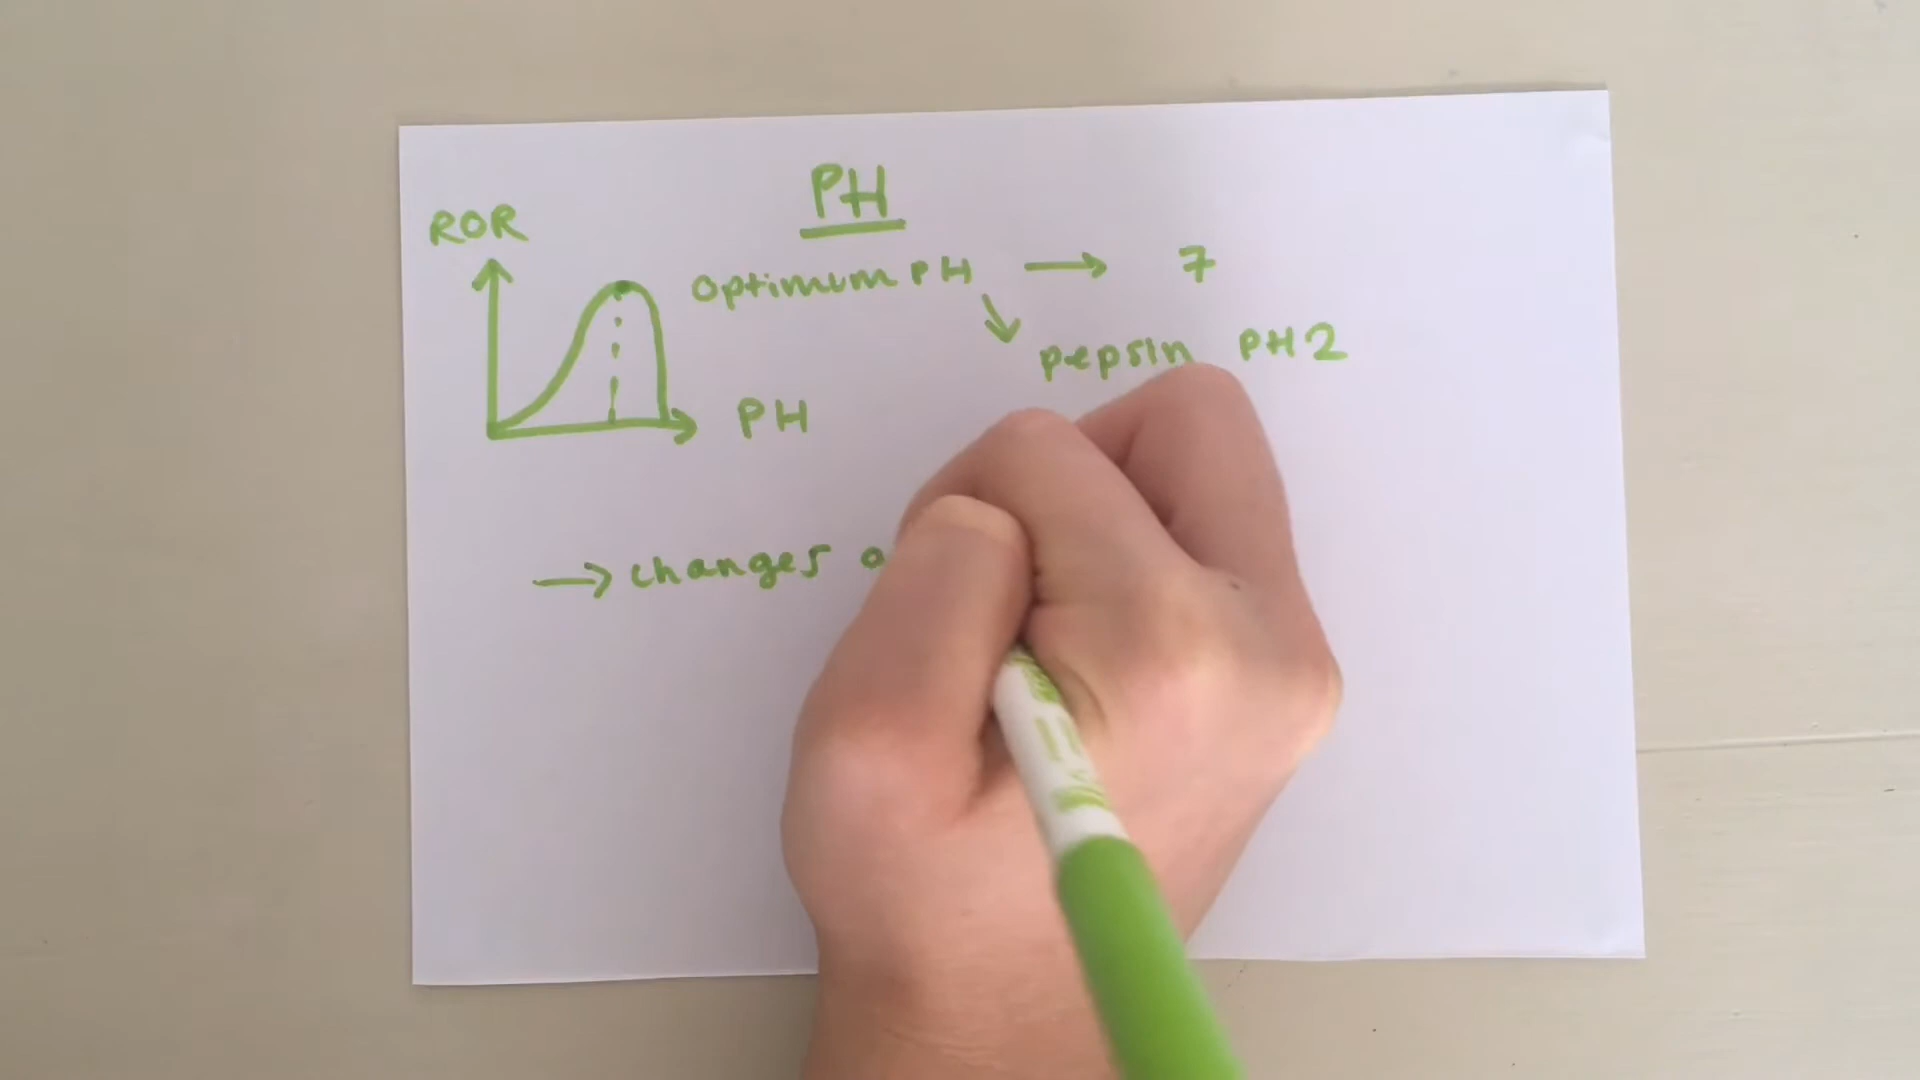 PH
ROR
optimum PH → 7
pepsin PH 2
PH
→ changes